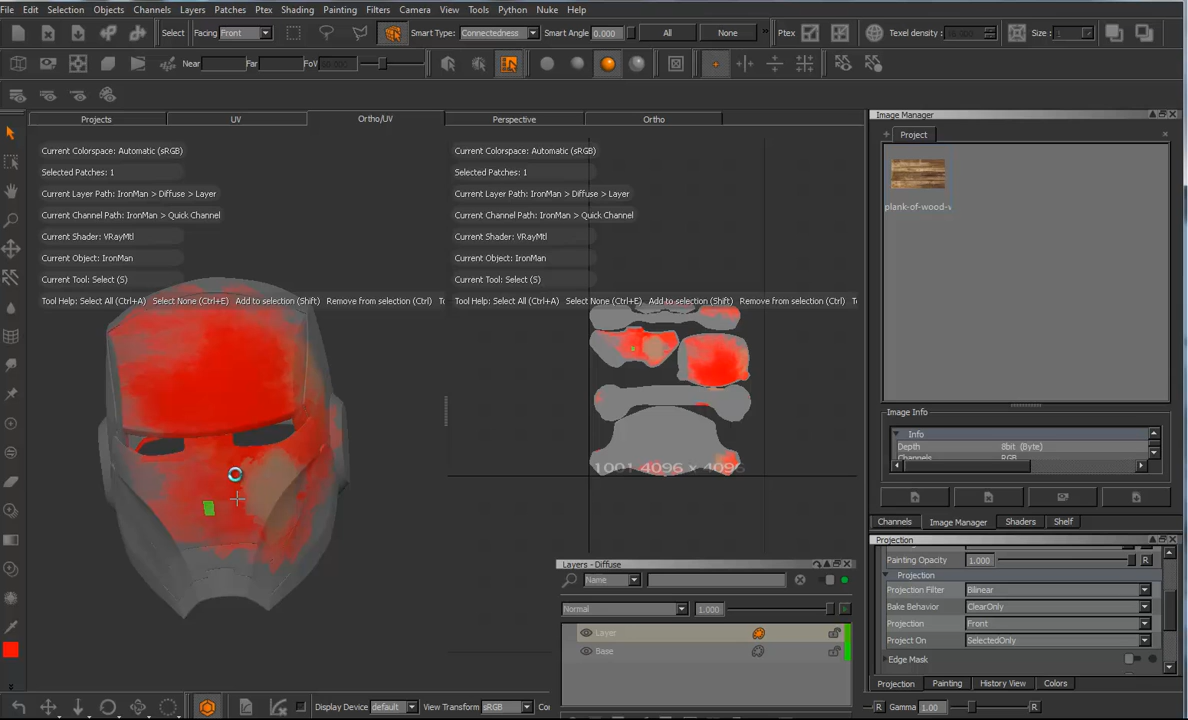 File Edit Selection Objects Channels Layers Patches Ptex Shading Painting Filters Camera View Tools Python Nuke Help
Select Facing Front Smart Type: Connectedness Smart Angle 0.000 All None » Ptex Texel density: Size: 1
Near Far FoV
Projects UV Ortho/UV Perspective Ortho
Current Colorspace: Automatic (sRGB)
Selected Patches: 1
Current Layer Path: IronMan > Diffuse > Layer
Current Channel Path: IronMan > Quick Channel
Current Shader: VRayMtl
Current Object: IronMan
Current Tool: Select (S)
Tool Help: Select All (Ctrl+A) Select None (Ctrl+E) Add to selection (Shift) Remove from selection (Ctrl)
Current Colorspace: Automatic (sRGB)
Selected Patches: 1
Current Layer Path: IronMan > Diffuse > Layer
Current Channel Path: IronMan > Quick Channel
Current Shader: VRayMtl
Current Object: IronMan
Current Tool: Select (S)
Tool Help: Select All (Ctrl+A) Select None (Ctrl+E) Add to selection (Shift) Remove from selection (Ctrl)
1001 4096 x 4096
Image Manager
Project
plank-of-wood-v
Image Info
Info
Depth 8bit (Byte)
Channels RGB
Channels Image Manager Shaders Shelf
Projection
Painting Opacity 1.000 R
Projection
Projection Filter Bilinear
Bake Behavior ClearOnly
Projection Front
Project On SelectedOnly
Edge Mask
Projection Painting History View Colors
Layers - Diffuse
Name
Normal 1.000
Layer
Base
Display Device default View Transform sRGB Co R Gamma 1.00 R